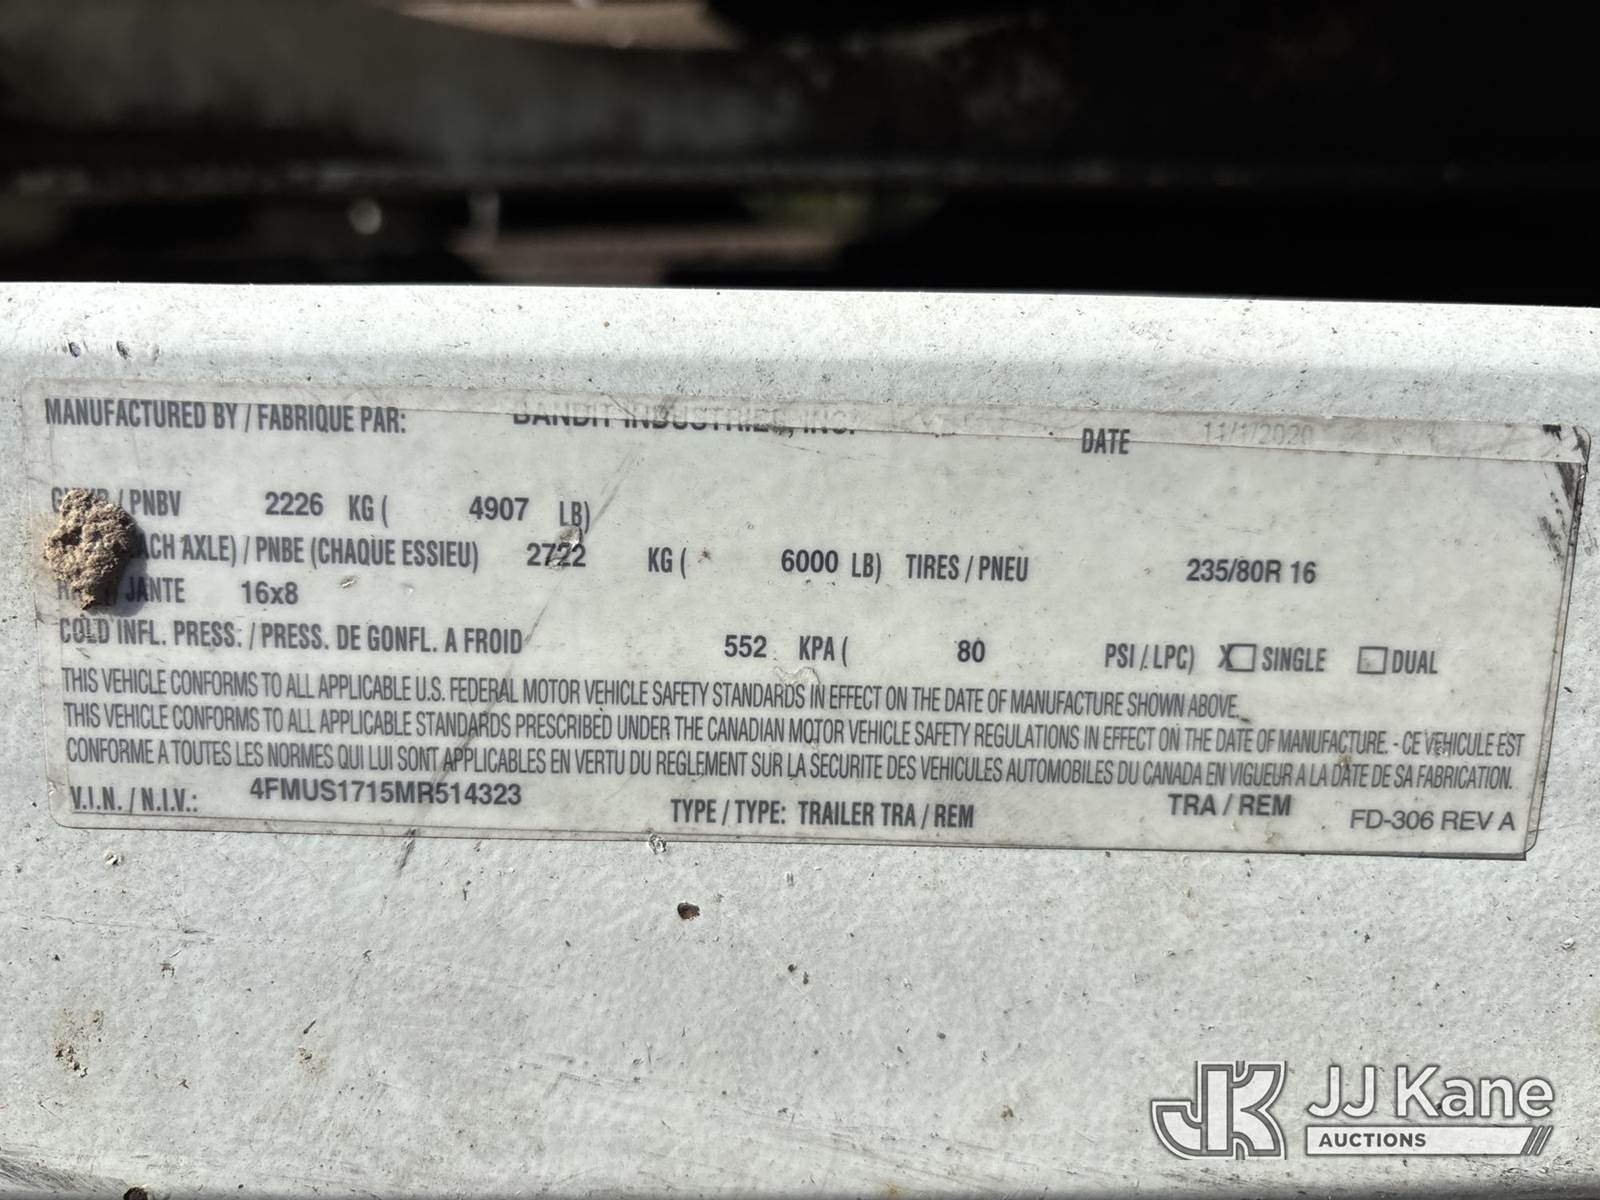 MANUFACTURED BY / FABRIQUE PAR: BANDIT INDUSTRIES, INC. DATE 11/1/2020
/ PNBV 2226 KG ( 4907 LB)
AXLE) / PNBE (CHAQUE ESSIEU) 2722 KG ( 6000 LB) TIRES / PNEU 235/80R 16
JANTE 16x8
COLD INFL. PRESS. / PRESS. DE GONFL. A FROID 552 KPA ( 80 PSI / LPC) X SINGLE DUAL
THIS VEHICLE CONFORMS TO ALL APPLICABLE U.S. FEDERAL MOTOR VEHICLE SAFETY STANDARDS IN EFFECT ON THE DATE OF MANUFACTURE SHOWN ABOVE.
THIS VEHICLE CONFORMS TO ALL APPLICABLE STANDARDS PRESCRIBED UNDER THE CANADIAN MOTOR VEHICLE SAFETY REGULATIONS IN EFFECT ON THE DATE OF MANUFACTURE. - CE VEHICULE EST
CONFORME A TOUTES LES NORMES QUI LUI SONT APPLICABLES EN VERTU DU REGLEMENT SUR LA SECURITE DES VEHICULES AUTOMOBILES DU CANADA EN VIGUEUR A LA DATE DE SA FABRICATION.
V.I.N. / N.I.V.: 4FMUS1715MR514323 TYPE / TYPE: TRAILER TRA / REM TRA / REM FD-306 REV A
JJ Kane
AUCTIONS